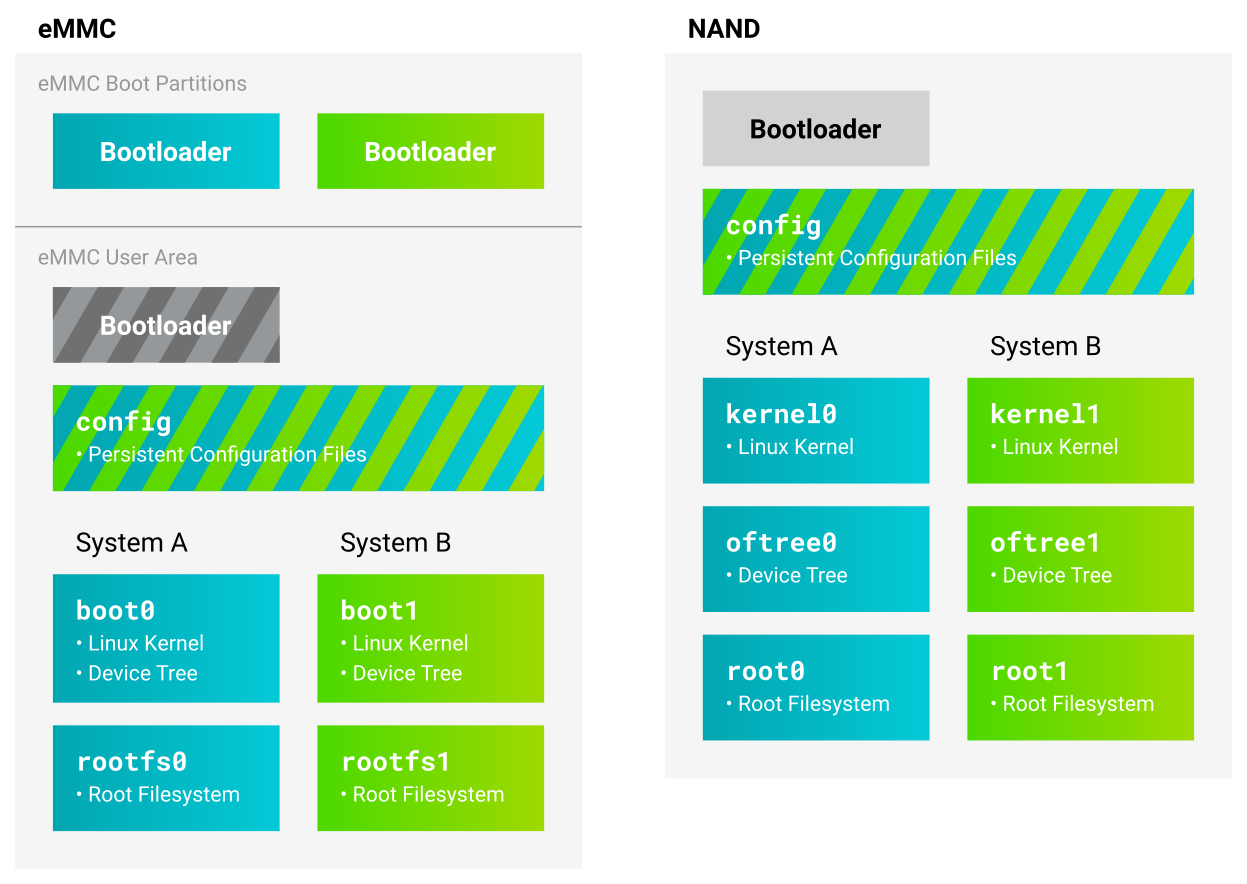 eMMC
eMMC Boot Partitions
Bootloader
Bootloader
eMMC User Area
Bootloader
config
• Persistent Configuration Files
System A
System B
boot0
• Linux Kernel
• Device Tree
boot1
• Linux Kernel
• Device Tree
rootfs0
• Root Filesystem
rootfs1
• Root Filesystem
NAND
Bootloader
config
• Persistent Configuration Files
System A
System B
kernel0
• Linux Kernel
kernel1
• Linux Kernel
oftree0
• Device Tree
oftree1
• Device Tree
root0
• Root Filesystem
root1
• Root Filesystem